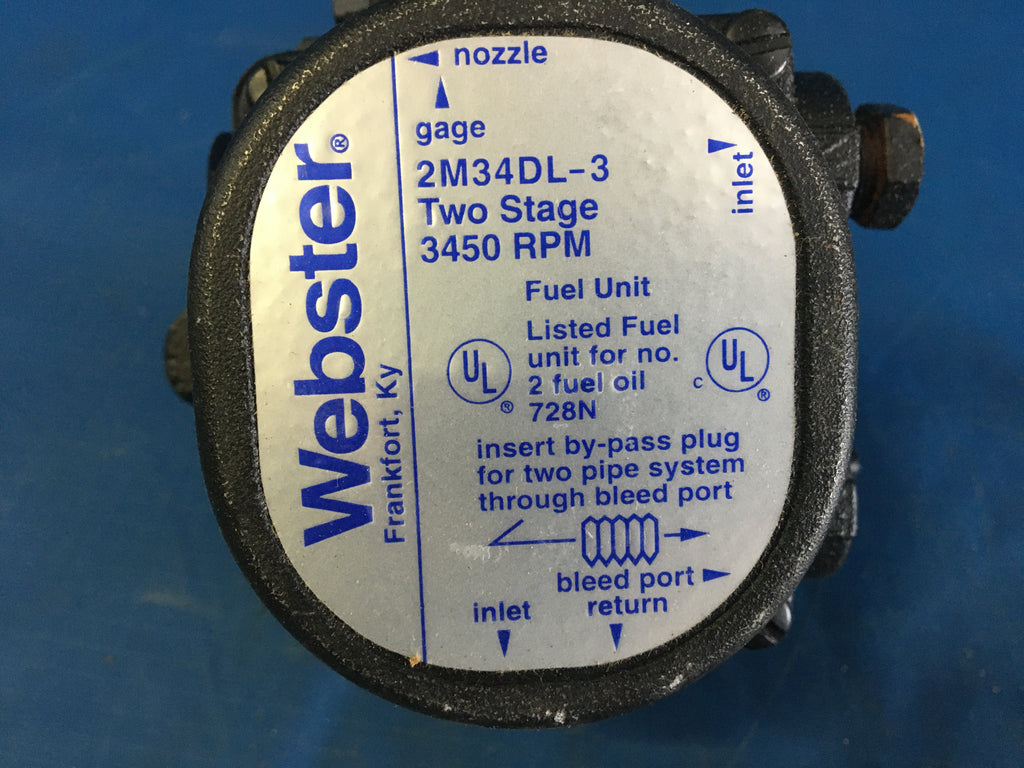 nozzle
gage
inlet
Webster®
Frankfort, Ky
2M34DL-3
Two Stage
3450 RPM
Fuel Unit
Listed Fuel
unit for no.
2 fuel oil
728N
UL ®
c UL ®
insert by-pass plug
for two pipe system
through bleed port
bleed port
inlet
return